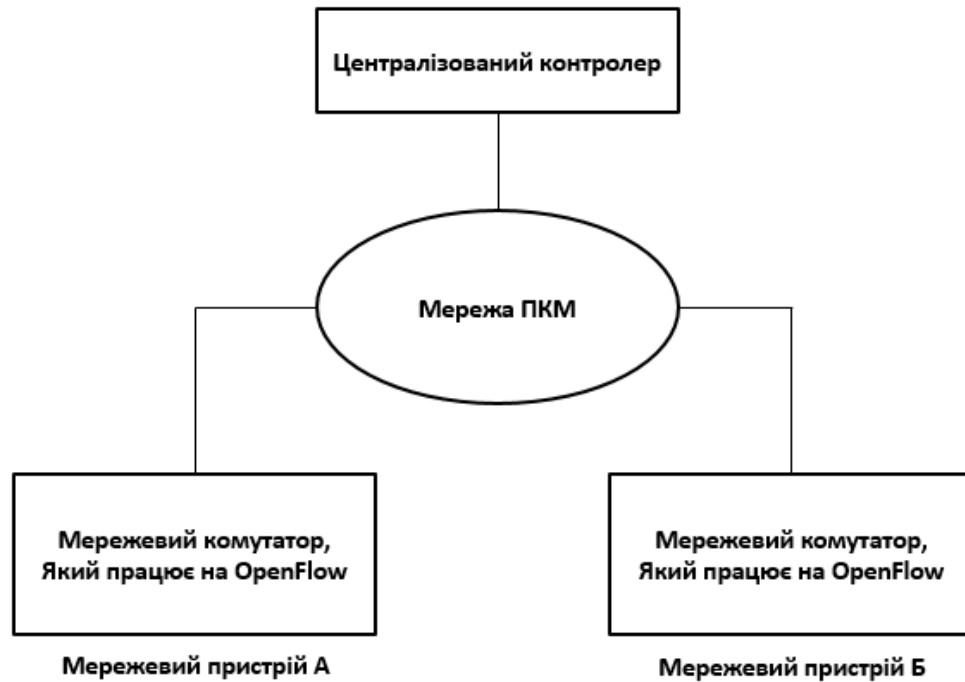 Централізований контролер
Мережа ПКМ
Мережевий комутатор,
Який працює на OpenFlow
Мережевий пристрій А
Мережевий комутатор,
Який працює на OpenFlow
Мережевий пристрій Б